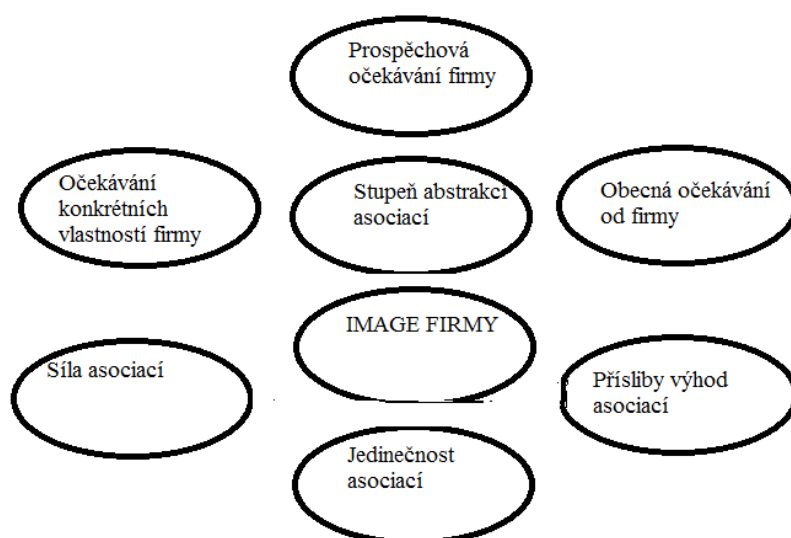 Prospěchová
očekávání firmy
Očekávání
konkrétních
vlastností firmy
Stupeň abstrakcí
asociací
Obecná očekávání
od firmy
IMAGE FIRMY
Síla asociací
Přísliby výhod
asociací
Jedinečnost
asociací